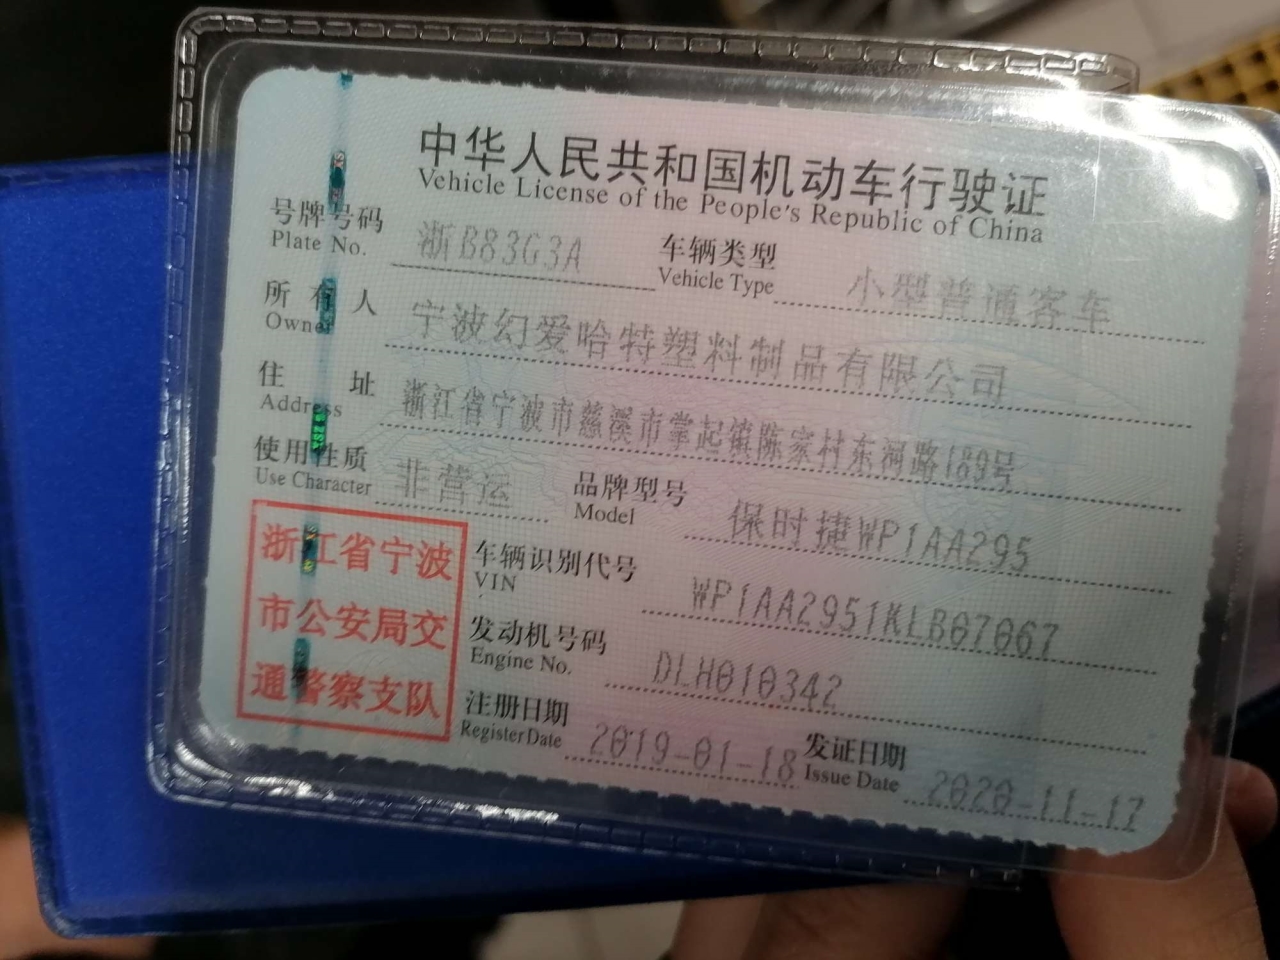 中华人民共和国机动车行驶证
Vehicle License of the People's Republic of China
号牌号码 浙B83G3A 车辆类型 小型普通客车
Plate No. Vehicle Type
所有人 宁波幻爱哈特塑料制品有限公司
Owner
住址 浙江省宁波市慈溪市掌起镇陈家村东河路189号
Address
使用性质 非营运 品牌型号 保时捷WP1AA295
Use Character Model
浙江省宁波
市公安局交
通警察支队
车辆识别代号 WP1AA2951KLB07067
VIN
发动机号码 DLH010342
Engine No.
注册日期 2019-01-18 发证日期 2020-11-17
Register Date Issue Date